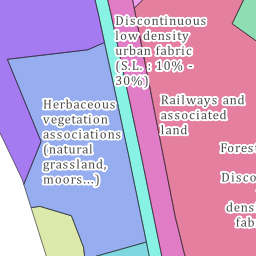 Discontinuous
low density
urban fabric
(S.L. : 10% -
30%)
Railways and
associated
land
Herbaceous
vegetation
associations
(natural
grassland,
moors...)
Forest
Disco
dens
fab